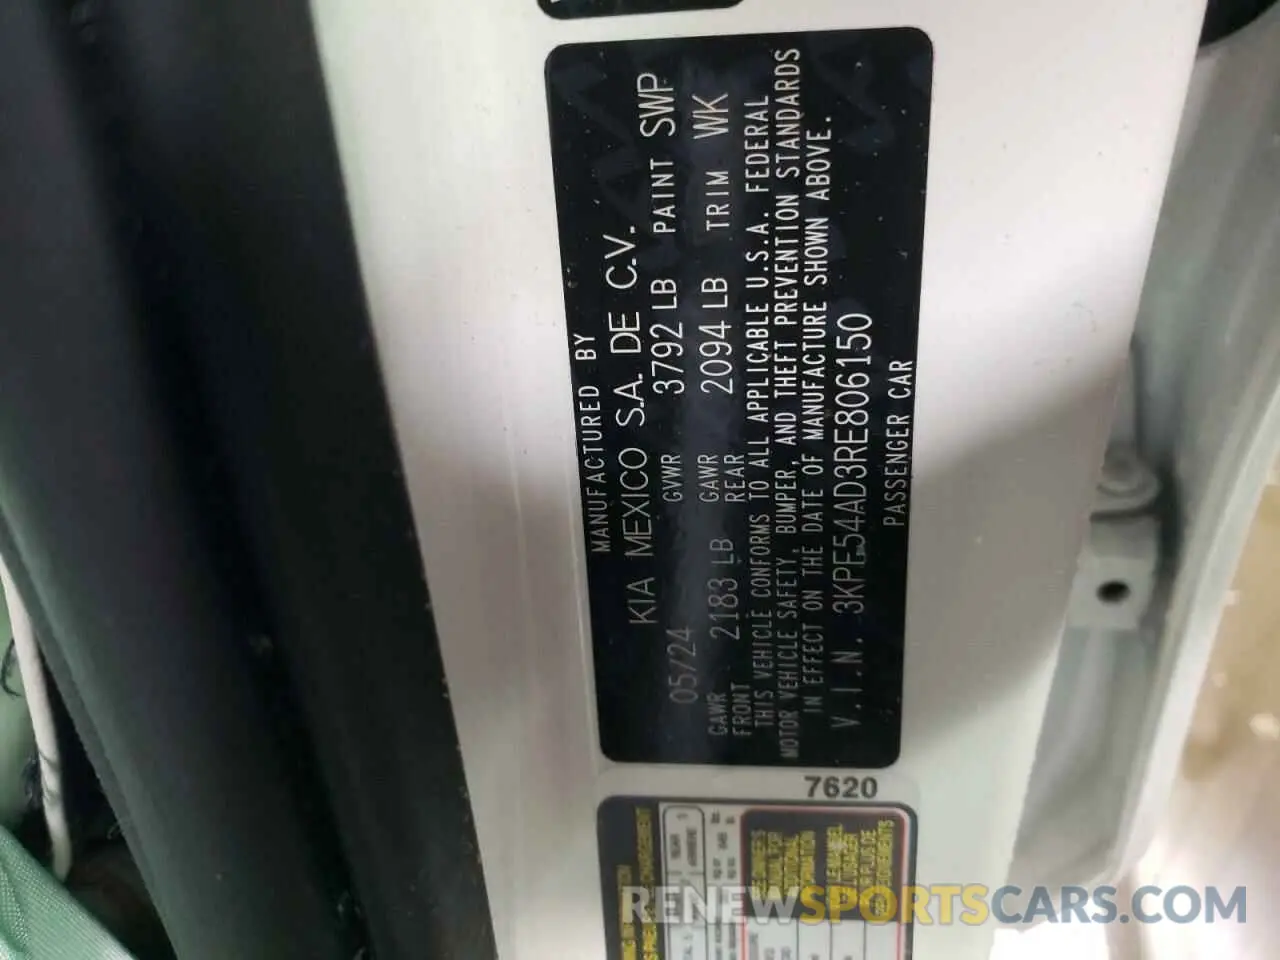 MANUFACTURED BY
KIA MEXICO S.A. DE C.V.
05/24 GVWR 3792 LB PAINT SWP
GAWR FRONT 2183 LB GAWR REAR 2094 LB TRIM WK
THIS VEHICLE CONFORMS TO ALL APPLICABLE U.S.A. FEDERAL
MOTOR VEHICLE SAFETY, BUMPER, AND THEFT PREVENTION STANDARDS
IN EFFECT ON THE DATE OF MANUFACTURE SHOWN ABOVE.
V.I.N. 3KPF54AD3RE806150
PASSENGER CAR
7620
RENEWSPORTSCARS.COM